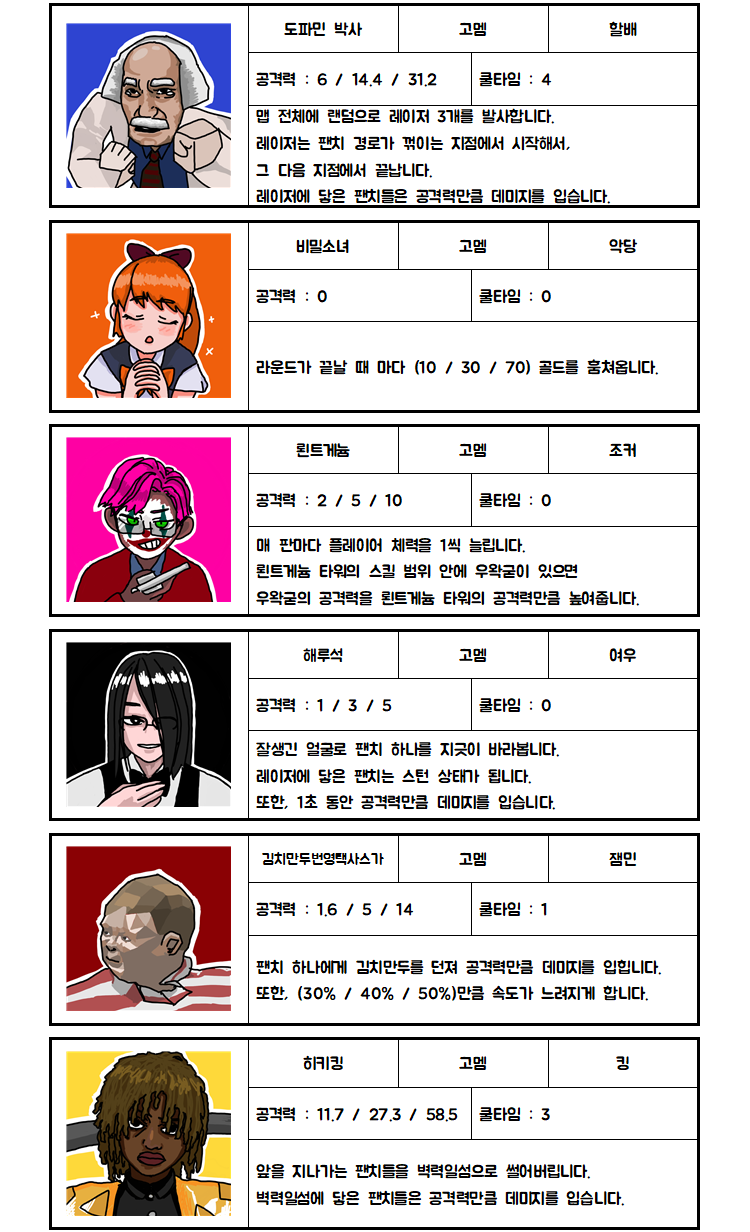 도파민 박사 고멤 할배
공격력 : 6 / 14.4 / 31.2 쿨타임 : 4
맵 전체에 랜덤으로 레이저 3개를 발사합니다.
레이저는 팬치 경로가 꺾이는 지점에서 시작해서,
그 다음 지점에서 끝납니다.
레이저에 닿은 팬치들은 공격력만큼 데미지를 입습니다.
비밀소녀 고멤 악당
공격력 : 0 쿨타임 : 0
라운드가 끝날 때 마다 (10 / 30 / 70) 골드를 훔쳐옵니다.
뢴트게늄 고멤 조커
공격력 : 2 / 5 / 10 쿨타임 : 0
매 판마다 플레이어 체력을 1씩 늘립니다.
뢴트게늄 타워의 스킬 범위 안에 우왁굳이 있으면
우왁굳의 공격력을 뢴트게늄 타워의 공격력만큼 높여줍니다.
해루석 고멤 여우
공격력 : 1 / 3 / 5 쿨타임 : 0
잘생긴 얼굴로 팬치 하나를 지긋이 바라봅니다.
레이저에 닿은 팬치는 스턴 상태가 됩니다.
또한, 1초 동안 공격력만큼 데미지를 입습니다.
김치만두번영택사스가 고멤 잼민
공격력 : 1.6 / 5 / 14 쿨타임 : 1
팬치 하나에게 김치만두를 던져 공격력만큼 데미지를 입힙니다.
또한, (30% / 40% / 50%)만큼 속도가 느려지게 합니다.
히키킹 고멤 킹
공격력 : 11.7 / 27.3 / 58.5 쿨타임 : 3
앞을 지나가는 팬치들을 벽력일섬으로 썰어버립니다.
벽력일섬에 닿은 팬치들은 공격력만큼 데미지를 입습니다.